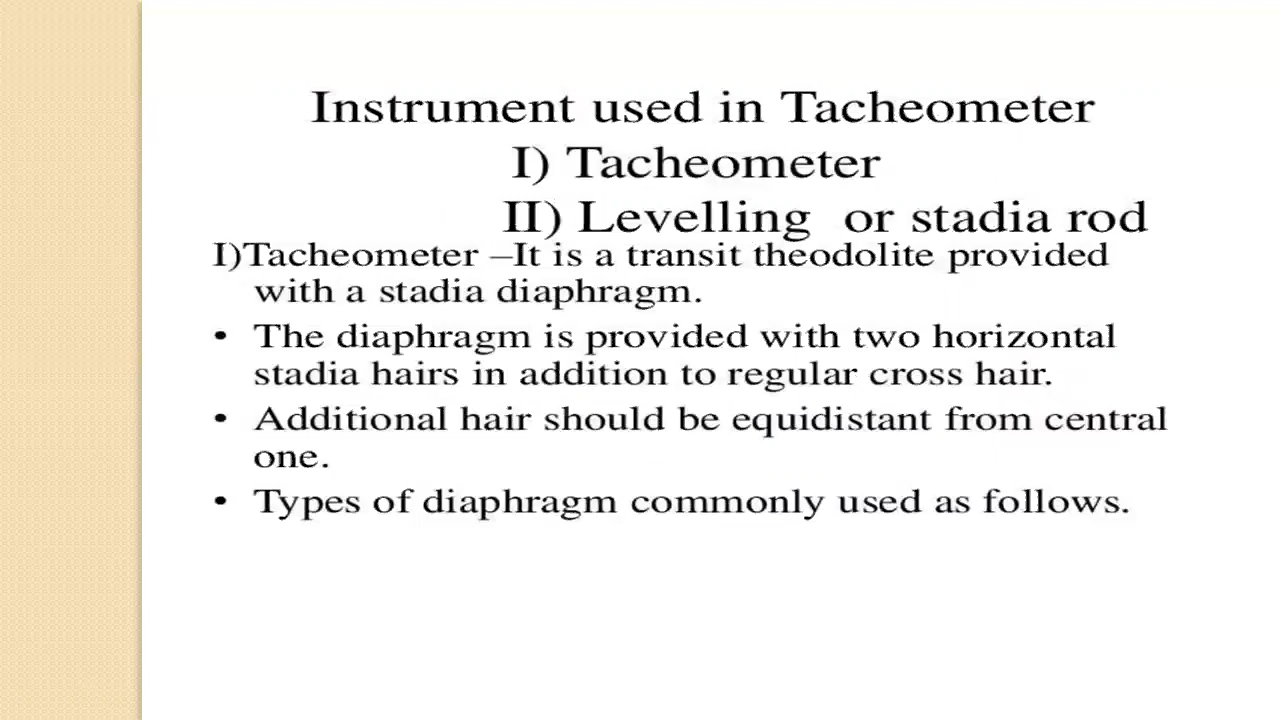 Instrument used in Tacheometer
I) Tacheometer
II) Levelling or stadia rod
I)Tacheometer –It is a transit theodolite provided
with a stadia diaphragm.
• The diaphragm is provided with two horizontal
stadia hairs in addition to regular cross hair.
• Additional hair should be equidistant from central
one.
• Types of diaphragm commonly used as follows.